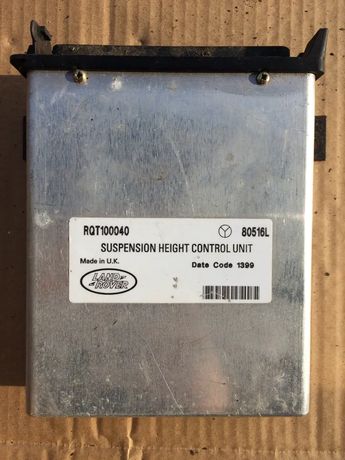 RQT100040 80516L
SUSPENSION HEIGHT CONTROL UNIT
Made in U.K. Date Code 1399
LAND
ROVER